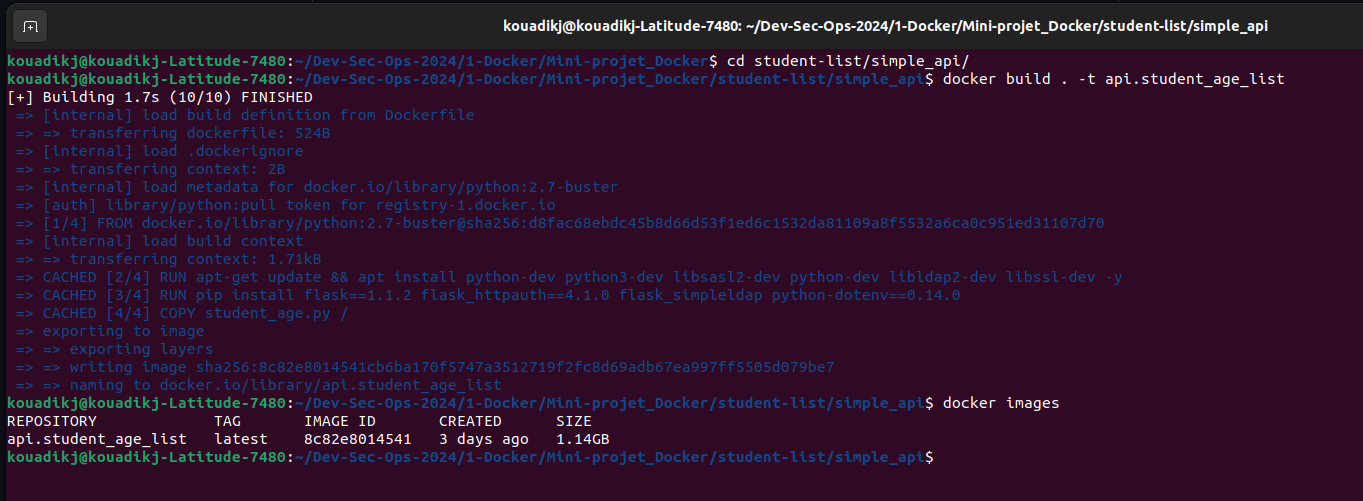 kouadikj@kouadikj-Latitude-7480: ~/Dev-Sec-Ops-2024/1-Docker/Mini-projet_Docker/student-list/simple_api
kouadikj@kouadikj-Latitude-7480:~/Dev-Sec-Ops-2024/1-Docker/Mini-projet_Docker$ cd student-list/simple_api/
kouadikj@kouadikj-Latitude-7480:~/Dev-Sec-Ops-2024/1-Docker/Mini-projet_Docker/student-list/simple_api$ docker build . -t api.student_age_list
[+] Building 1.7s (10/10) FINISHED
=> [internal] load build definition from Dockerfile
=> => transferring dockerfile: 524B
=> [internal] load .dockerignore
=> => transferring context: 2B
=> [internal] load metadata for docker.io/library/python:2.7-buster
=> [auth] library/python:pull token for registry-1.docker.io
=> [1/4] FROM docker.io/library/python:2.7-buster@sha256:d8fac68ebdc45b8d66d53f1ed6c1532da81109a8f5532a6ca0c951ed31107d70
=> [internal] load build context
=> => transferring context: 1.71kB
=> CACHED [2/4] RUN apt-get update && apt install python-dev python3-dev libsasl2-dev python-dev libldap2-dev libssl-dev -y
=> CACHED [3/4] RUN pip install flask==1.1.2 flask_httpauth==4.1.0 flask_simpleldap python-dotenv==0.14.0
=> CACHED [4/4] COPY student_age.py /
=> exporting to image
=> => exporting layers
=> => writing image sha256:8c82e8014541cb6ba170f5747a3512719f2fc8d69adb67ea997ff5505d079be7
=> => naming to docker.io/library/api.student_age_list
kouadikj@kouadikj-Latitude-7480:~/Dev-Sec-Ops-2024/1-Docker/Mini-projet_Docker/student-list/simple_api$ docker images
REPOSITORY TAG IMAGE ID CREATED SIZE
api.student_age_list latest 8c82e8014541 3 days ago 1.14GB
kouadikj@kouadikj-Latitude-7480:~/Dev-Sec-Ops-2024/1-Docker/Mini-projet_Docker/student-list/simple_api$